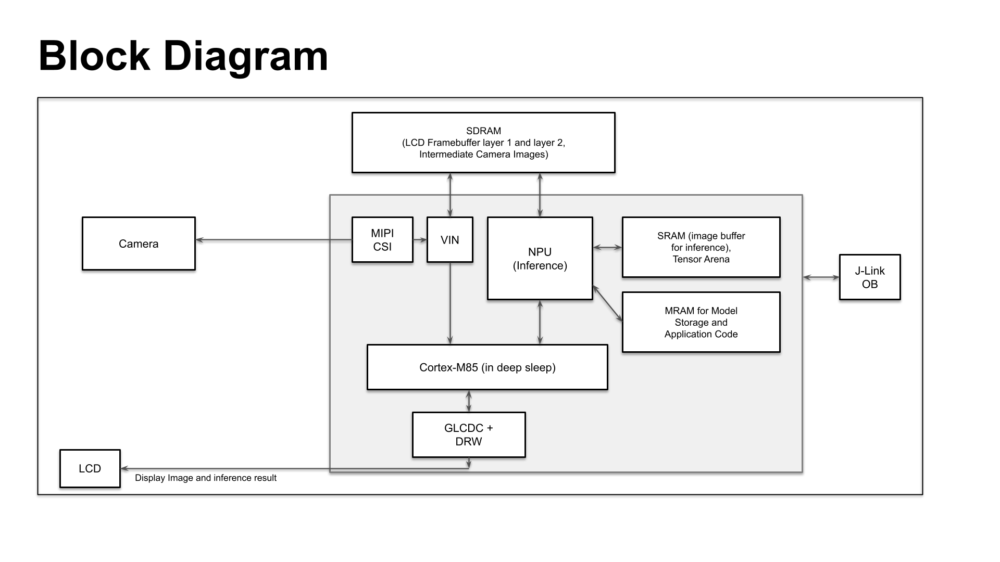 Block Diagram
SDRAM
(LCD Framebuffer layer 1 and layer 2,
Intermediate Camera Images)
Camera
MIPI
CSI
VIN
NPU
(Inference)
SRAM (image buffer
for inference),
Tensor Arena
J-Link
OB
MRAM for Model
Storage and
Application Code
Cortex-M85 (in deep sleep)
GLCDC +
DRW
LCD
Display Image and inference result